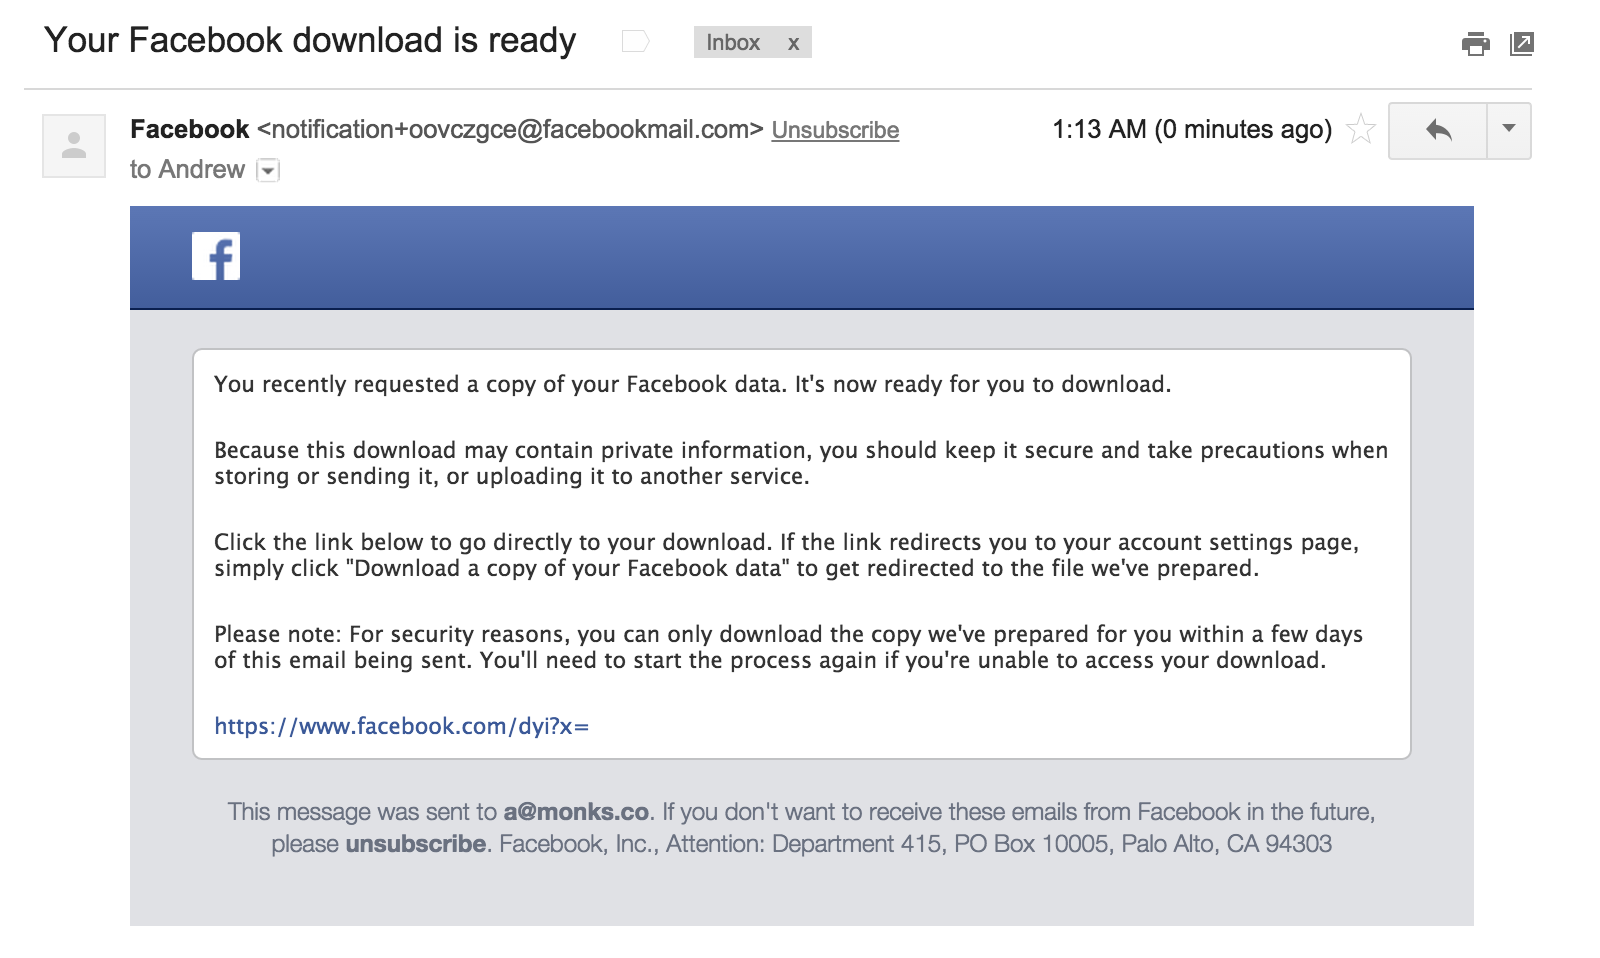 Your Facebook download is ready
Inbox x
Facebook <notification+oovczgce@facebookmail.com> Unsubscribe
1:13 AM (0 minutes ago)
to Andrew
f
You recently requested a copy of your Facebook data. It's now ready for you to download.
Because this download may contain private information, you should keep it secure and take precautions when
storing or sending it, or uploading it to another service.
Click the link below to go directly to your download. If the link redirects you to your account settings page,
simply click "Download a copy of your Facebook data" to get redirected to the file we've prepared.
Please note: For security reasons, you can only download the copy we've prepared for you within a few days
of this email being sent. You'll need to start the process again if you're unable to access your download.
https://www.facebook.com/dyi?x=
This message was sent to a@monks.co. If you don't want to receive these emails from Facebook in the future,
please unsubscribe. Facebook, Inc., Attention: Department 415, PO Box 10005, Palo Alto, CA 94303